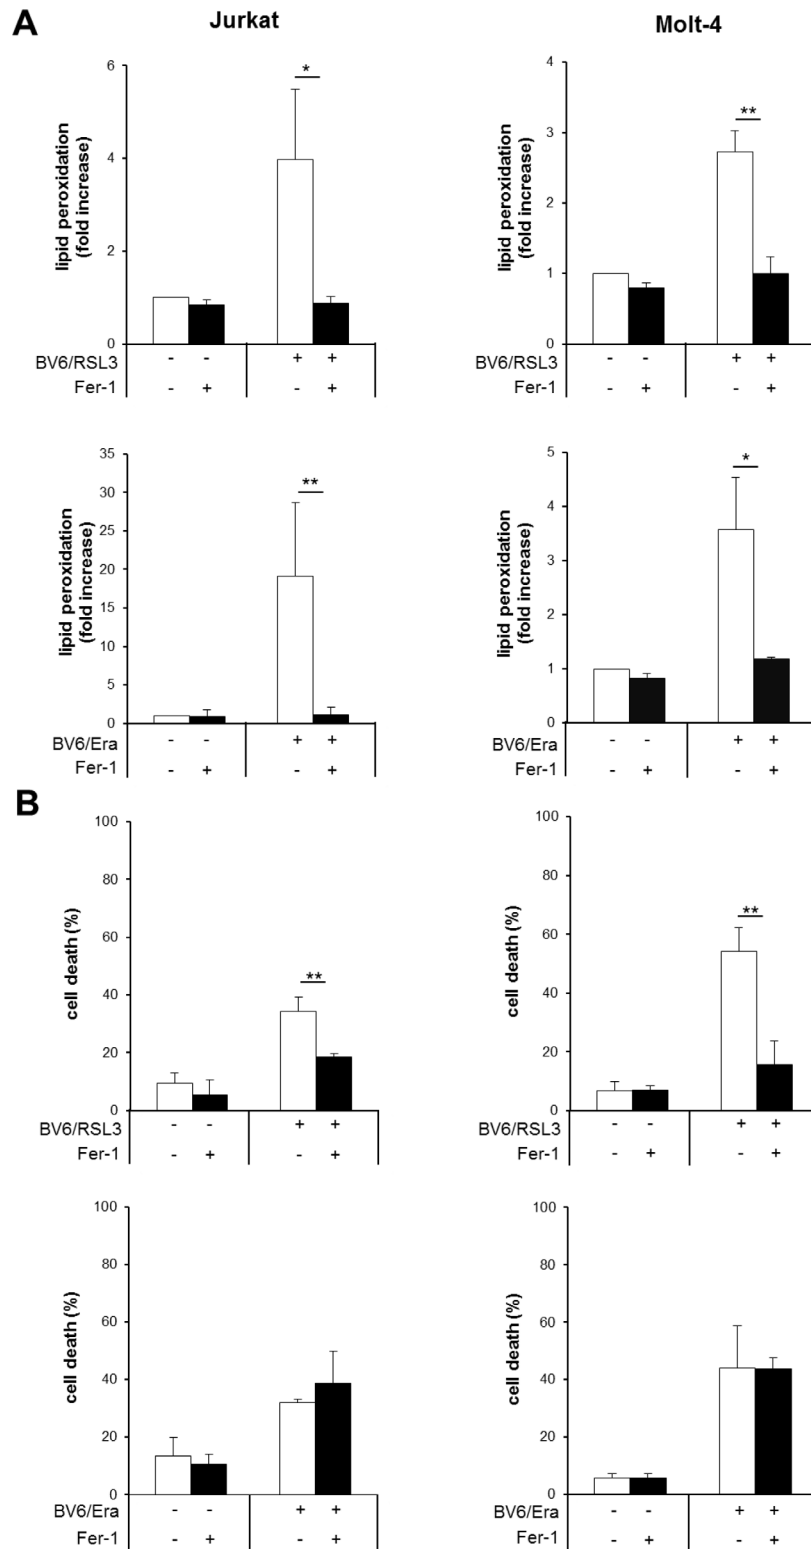 A
Jurkat
Molt-4
lipid peroxidation
(fold increase)
6
4
2
0
*
BV6/RSL3 - - + +
Fer-1 - + - +
lipid peroxidation
(fold increase)
4
3
2
1
0
**
BV6/RSL3 - - + +
Fer-1 - + - +
lipid peroxidation
(fold increase)
35
30
25
20
15
10
5
0
**
BV6/Era - - + +
Fer-1 - + - +
lipid peroxidation
(fold increase)
5
4
3
2
1
0
*
BV6/Era - - + +
Fer-1 - + - +
B
cell death (%)
100
80
60
40
20
0
**
BV6/RSL3 - - + +
Fer-1 - + - +
cell death (%)
100
80
60
40
20
0
**
BV6/RSL3 - - + +
Fer-1 - + - +
cell death (%)
100
80
60
40
20
0
BV6/Era - - + +
Fer-1 - + - +
cell death (%)
100
80
60
40
20
0
BV6/Era - - + +
Fer-1 - + - +